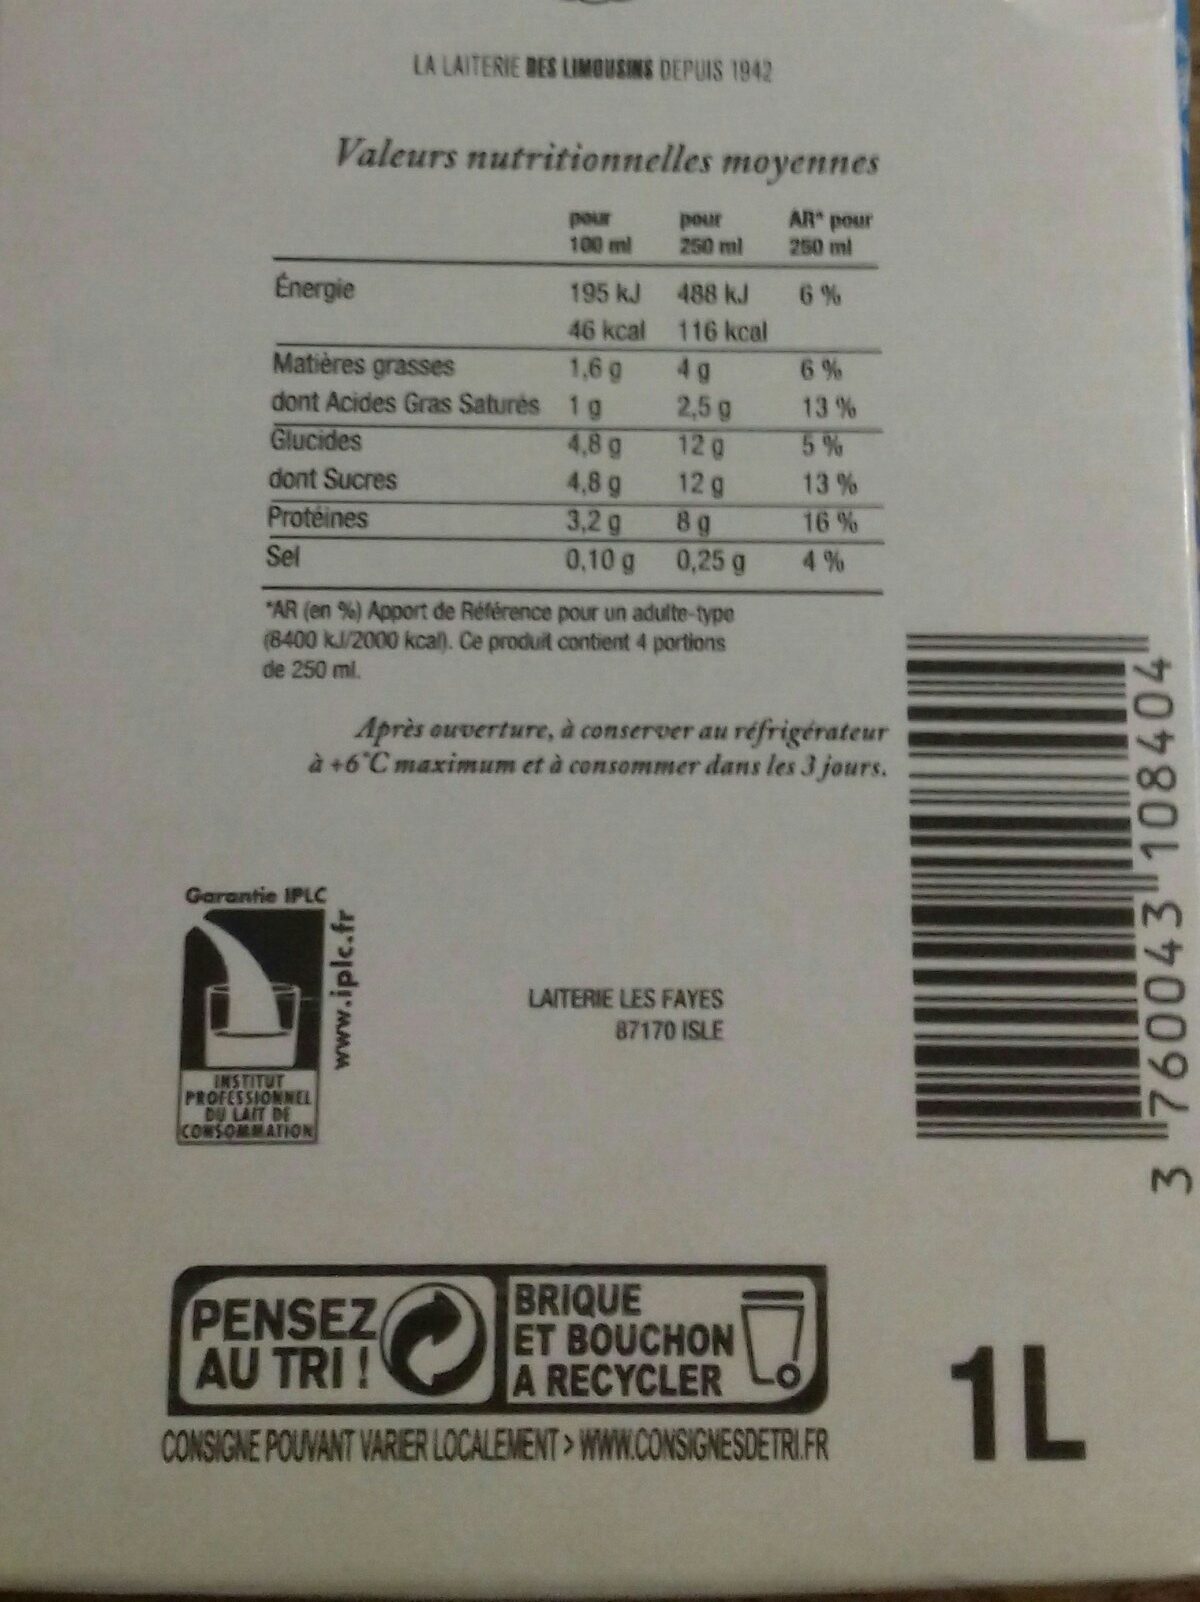 LA LAITERIE DES LIMOUSINS DEPUIS 1942
Valeurs nutritionnelles moyennes
pour 100 ml pour 250 ml AR* pour 250 ml
Énergie 195 kJ 488 kJ 6 %
46 kcal 116 kcal
Matières grasses 1,6 g 4 g 6 %
dont Acides Gras Saturés 1 g 2,5 g 13 %
Glucides 4,8 g 12 g 5 %
dont Sucres 4,8 g 12 g 13 %
Protéines 3,2 g 8 g 16 %
Sel 0,10 g 0,25 g 4 %
*AR (en %) Apport de Référence pour un adulte-type
(8400 kJ/2000 kcal). Ce produit contient 4 portions
de 250 ml.
Après ouverture, à conserver au réfrigérateur
à +6°C maximum et à consommer dans les 3 jours.
3 760043 108404
Garantie IPLC
www.iplc.fr
INSTITUT
PROFESSIONNEL
DU LAIT DE
CONSOMMATION
LAITERIE LES FAYES
87170 ISLE
PENSEZ
AU TRI !
BRIQUE
ET BOUCHON
A RECYCLER
CONSIGNE POUVANT VARIER LOCALEMENT > WWW.CONSIGNESDETRI.FR
1L